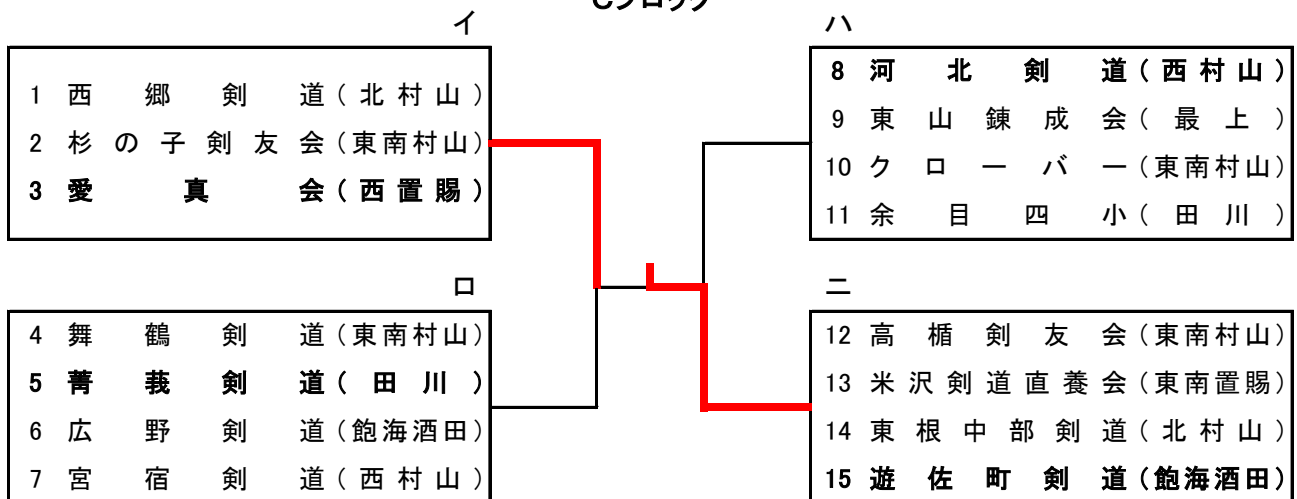 Cブロック
イ
1 西郷剣道(北村山)
2 杉の子剣友会(東南村山)
3 愛真会(西置賜)
ロ
4 舞鶴剣道(東南村山)
5 菁莪剣道(田川)
6 広野剣道(飽海酒田)
7 宮宿剣道(西村山)
ハ
8 河北剣道(西村山)
9 東山錬成会(最上)
10 クローバー(東南村山)
11 余目四小(田川)
ニ
12 高楯剣友会(東南村山)
13 米沢剣道直養会(東南置賜)
14 東根中部剣道(北村山)
15 遊佐町剣道(飽海酒田)